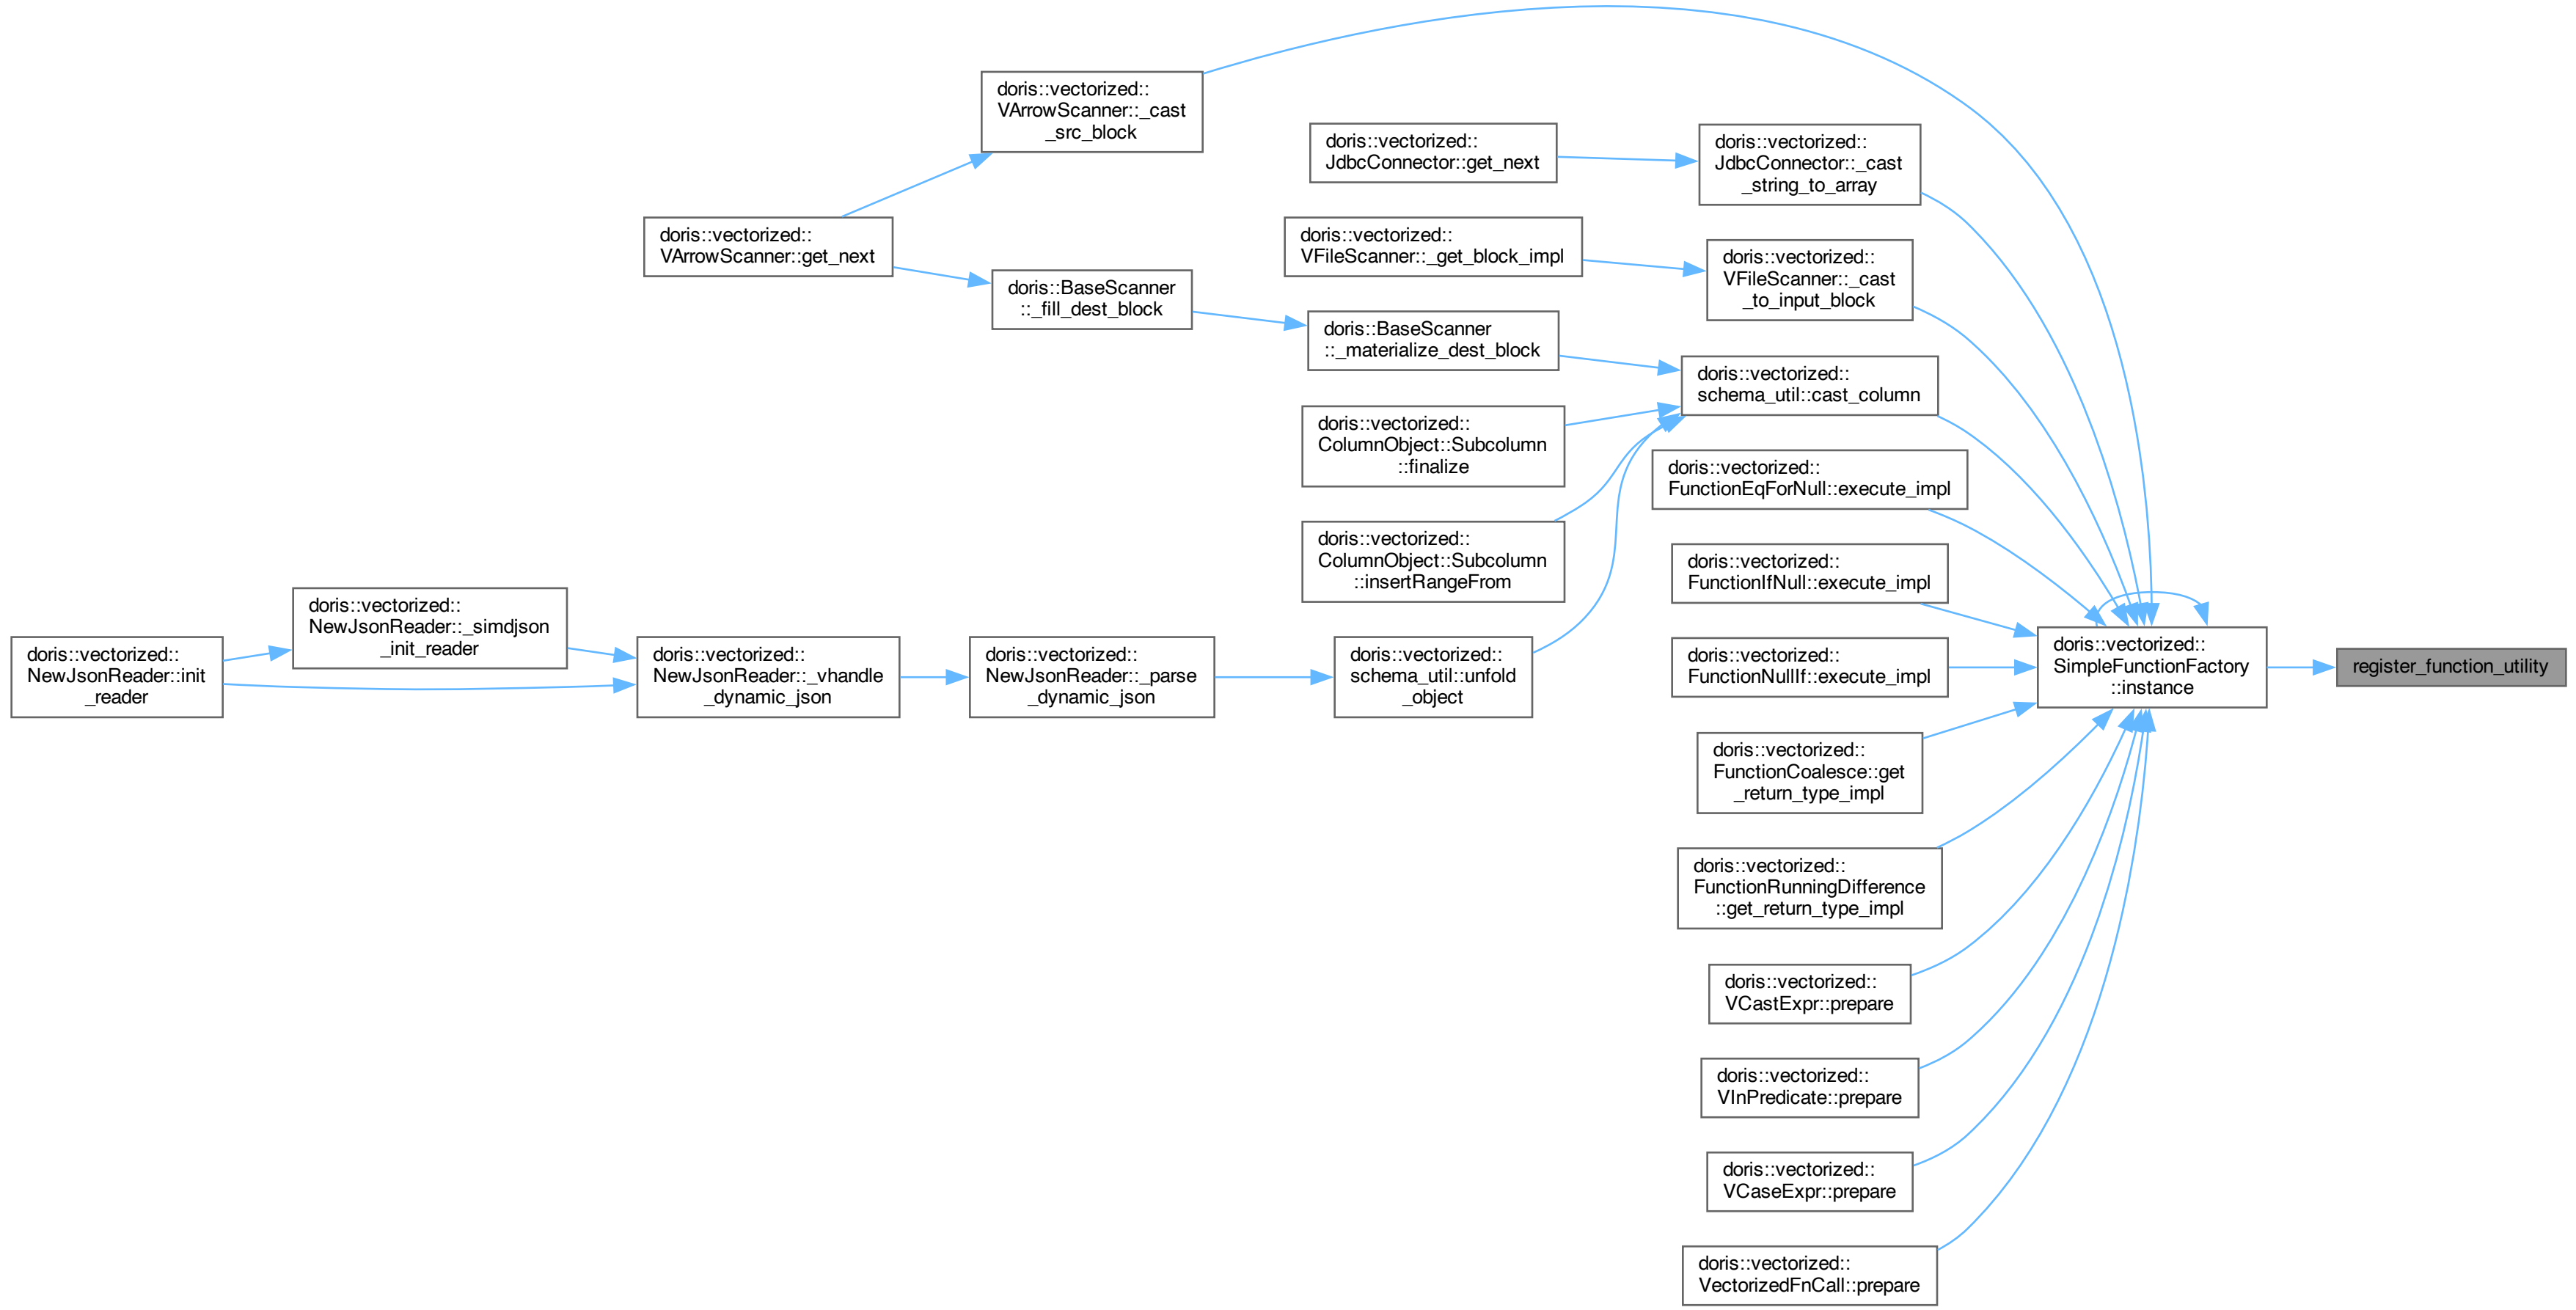 doris::vectorized::
VArrowScanner::_cast
_src_block
doris::vectorized::
JdbcConnector::get_next
doris::vectorized::
JdbcConnector::_cast
_string_to_array
doris::vectorized::
VArrowScanner::get_next
doris::vectorized::
VFileScanner::_get_block_impl
doris::vectorized::
VFileScanner::_cast
_to_input_block
doris::BaseScanner
::_fill_dest_block
doris::BaseScanner
::_materialize_dest_block
doris::vectorized::
schema_util::cast_column
doris::vectorized::
ColumnObject::Subcolumn
::finalize
doris::vectorized::
FunctionEqForNull::execute_impl
doris::vectorized::
ColumnObject::Subcolumn
::insertRangeFrom
doris::vectorized::
FunctionIfNull::execute_impl
doris::vectorized::
NewJsonReader::init
_reader
doris::vectorized::
NewJsonReader::_simdjson
_init_reader
doris::vectorized::
NewJsonReader::_vhandle
_dynamic_json
doris::vectorized::
NewJsonReader::_parse
_dynamic_json
doris::vectorized::
schema_util::unfold
_object
doris::vectorized::
FunctionNullIf::execute_impl
doris::vectorized::
SimpleFunctionFactory
::instance
register_function_utility
doris::vectorized::
FunctionCoalesce::get
_return_type_impl
doris::vectorized::
FunctionRunningDifference
::get_return_type_impl
doris::vectorized::
VCastExpr::prepare
doris::vectorized::
VInPredicate::prepare
doris::vectorized::
VCaseExpr::prepare
doris::vectorized::
VectorizedFnCall::prepare